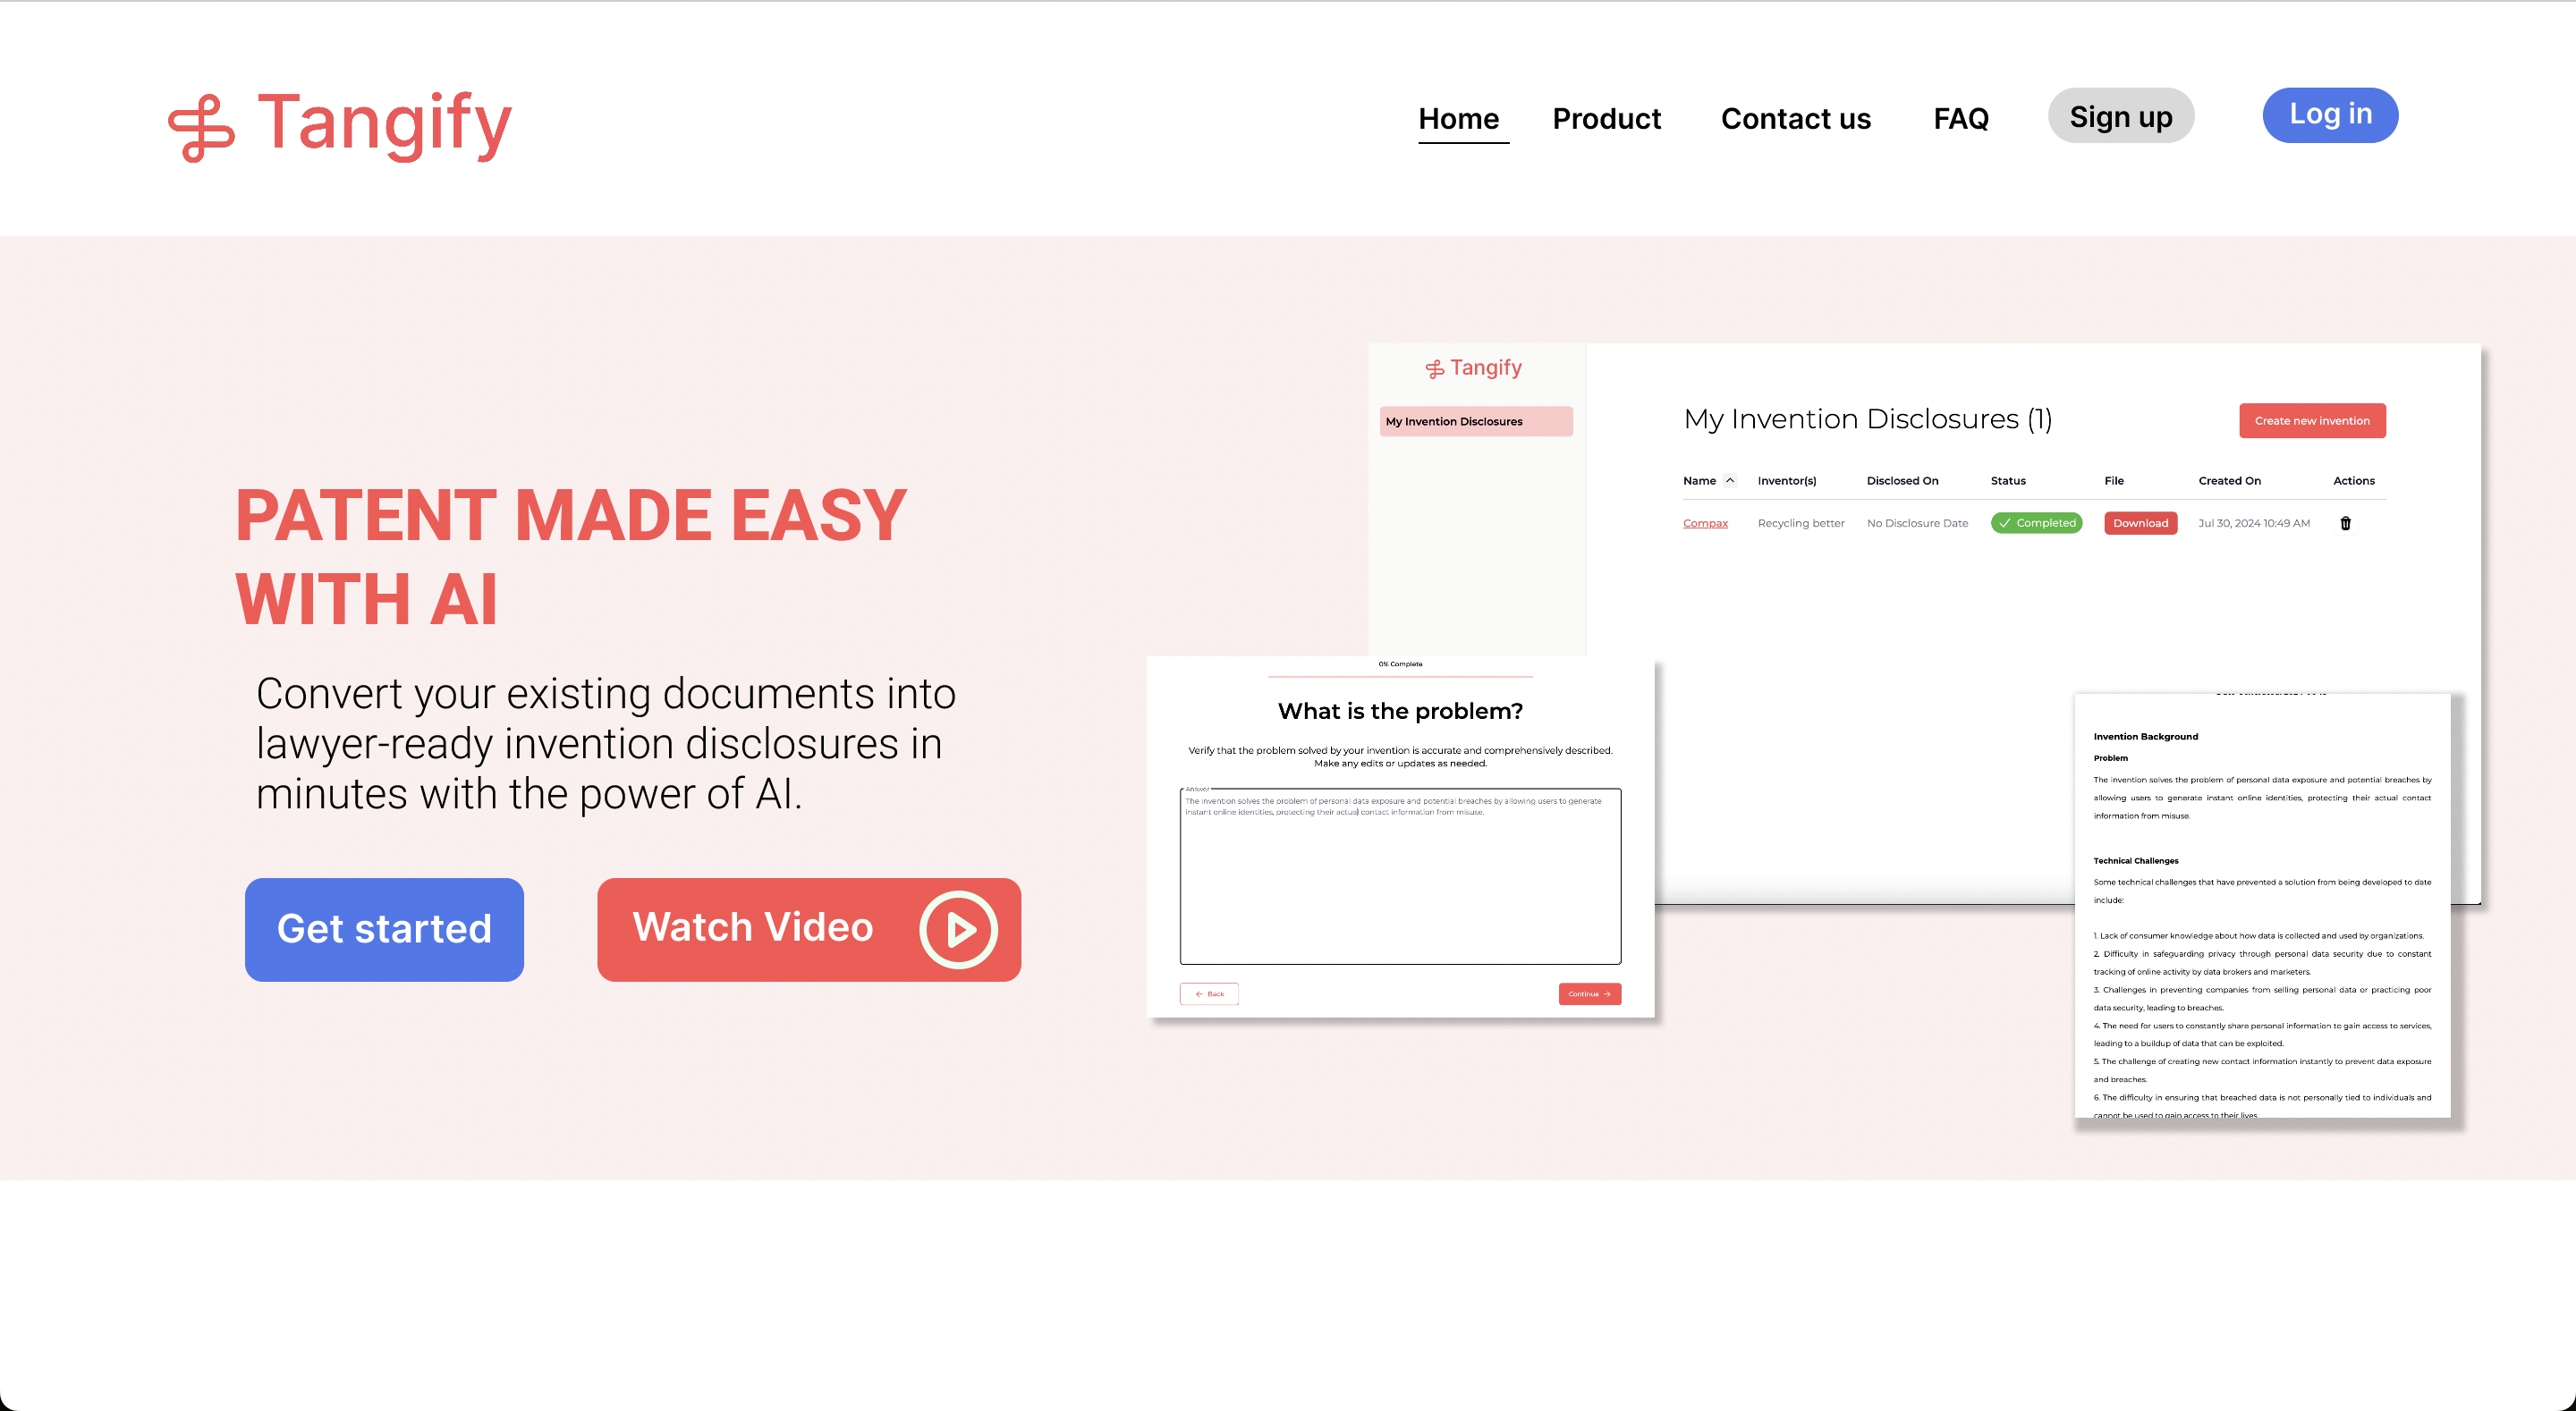 Tangify
Home
Product
Contact us
FAQ
Sign up
Log in
PATENT MADE EASY
WITH AI
Convert your existing documents into
lawyer-ready invention disclosures in
minutes with the power of AI.
Get started
Watch Video
Tangify
My Invention Disclosures
My Invention Disclosures (1)
Create new invention
Name Inventor(s) Disclosed On Status File Created On Actions
Compax Recycling better No Disclosure Date Completed Download Jul 30, 2024 10:49 AM
0% Complete
What is the problem?
Verify that the problem solved by your invention is accurate and comprehensively described.
Make any edits or updates as needed.
Answer
The invention solves the problem of personal data exposure and potential breaches by allowing users to generate
instant online identities, protecting their actual contact information from misuse.
Back
Continue
Invention Background
Problem
The invention solves the problem of personal data exposure and potential breaches by
allowing users to generate instant online identities, protecting their actual contact
information from misuse.
Technical Challenges
Some technical challenges that have prevented a solution from being developed to date
include:
1. Lack of consumer knowledge about how data is collected and used by organizations.
2. Difficulty in safeguarding privacy through personal data security due to constant
tracking of online activity by data brokers and marketers.
3. Challenges in preventing companies from selling personal data or practicing poor
data security, leading to breaches.
4. The need for users to constantly share personal information to gain access to services,
leading to a buildup of data that can be exploited.
5. The challenge of creating new contact information instantly to prevent data exposure
and breaches.
6. The difficulty in ensuring that breached data is not personally tied to individuals and
cannot be used to gain access to their lives.